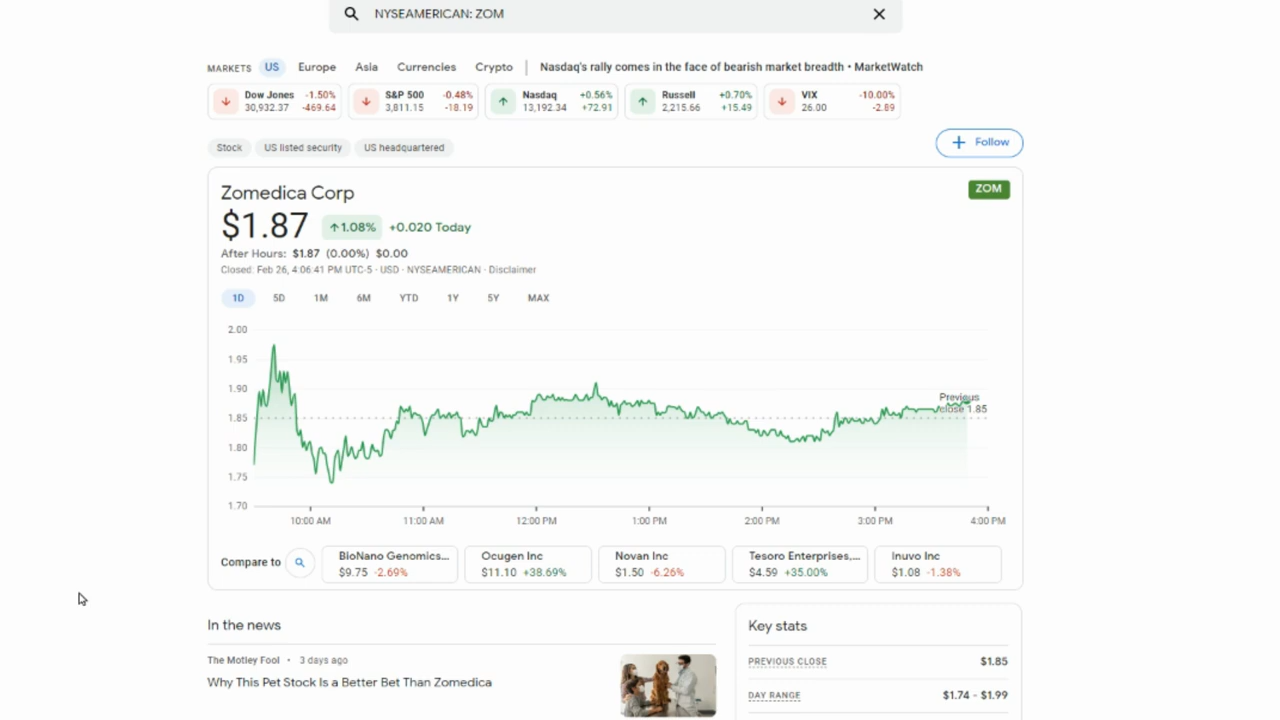 NYSEAMERICAN: ZOM
MARKETS US Europe Asia Currencies Crypto Nasdaq's rally comes in the face of bearish market breadth • MarketWatch
Dow Jones -1.50% S&P 500 -0.48% Nasdaq +0.56% Russell +0.70% VIX -10.00%
30,932.37 -469.64 3,811.15 -18.19 13,192.34 +72.91 2,215.66 +15.49 26.00 -2.89
Stock US listed security US headquartered + Follow
Zomedica Corp ZOM
$1.87 ↑1.08% +0.020 Today
After Hours: $1.87 (0.00%) $0.00
Closed: Feb 26, 4:06:41 PM UTC-5 · USD · NYSEAMERICAN · Disclaimer
1D 5D 1M 6M YTD 1Y 5Y MAX
2.00
1.95
1.90
Previous
close 1.85
1.85
1.80
1.75
1.70
10:00 AM 11:00 AM 12:00 PM 1:00 PM 2:00 PM 3:00 PM 4:00 PM
Compare to BioNano Genomics... Ocugen Inc Novan Inc Tesoro Enterprises,... Inuvo Inc
$9.75 -2.69% $11.10 +38.69% $1.50 -6.26% $4.59 +35.00% $1.08 -1.38%
In the news
The Motley Fool • 3 days ago
Why This Pet Stock Is a Better Bet Than Zomedica
Key stats
PREVIOUS CLOSE $1.85
DAY RANGE $1.74 - $1.99